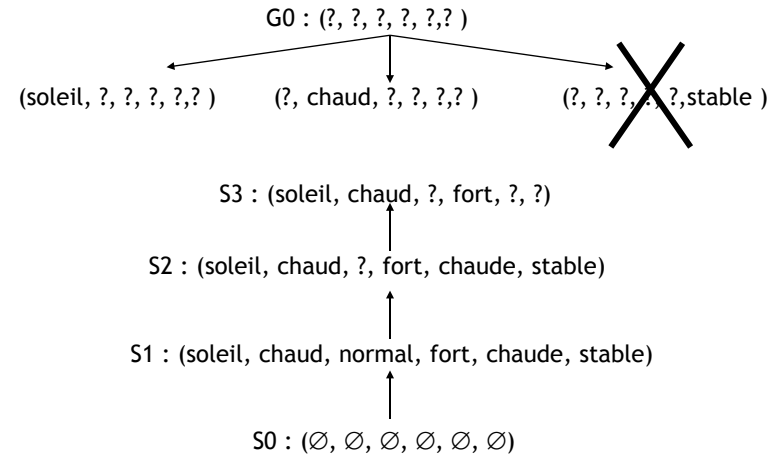 G0 : (?, ?, ?, ?, ?,? )
(soleil, ?, ?, ?, ?,? ) (?, chaud, ?, ?, ?,? ) (?, ?, ?, ?, ?,stable )
S3 : (soleil, chaud, ?, fort, ?, ?)
S2 : (soleil, chaud, ?, fort, chaude, stable)
S1 : (soleil, chaud, normal, fort, chaude, stable)
S0 : (∅, ∅, ∅, ∅, ∅, ∅)